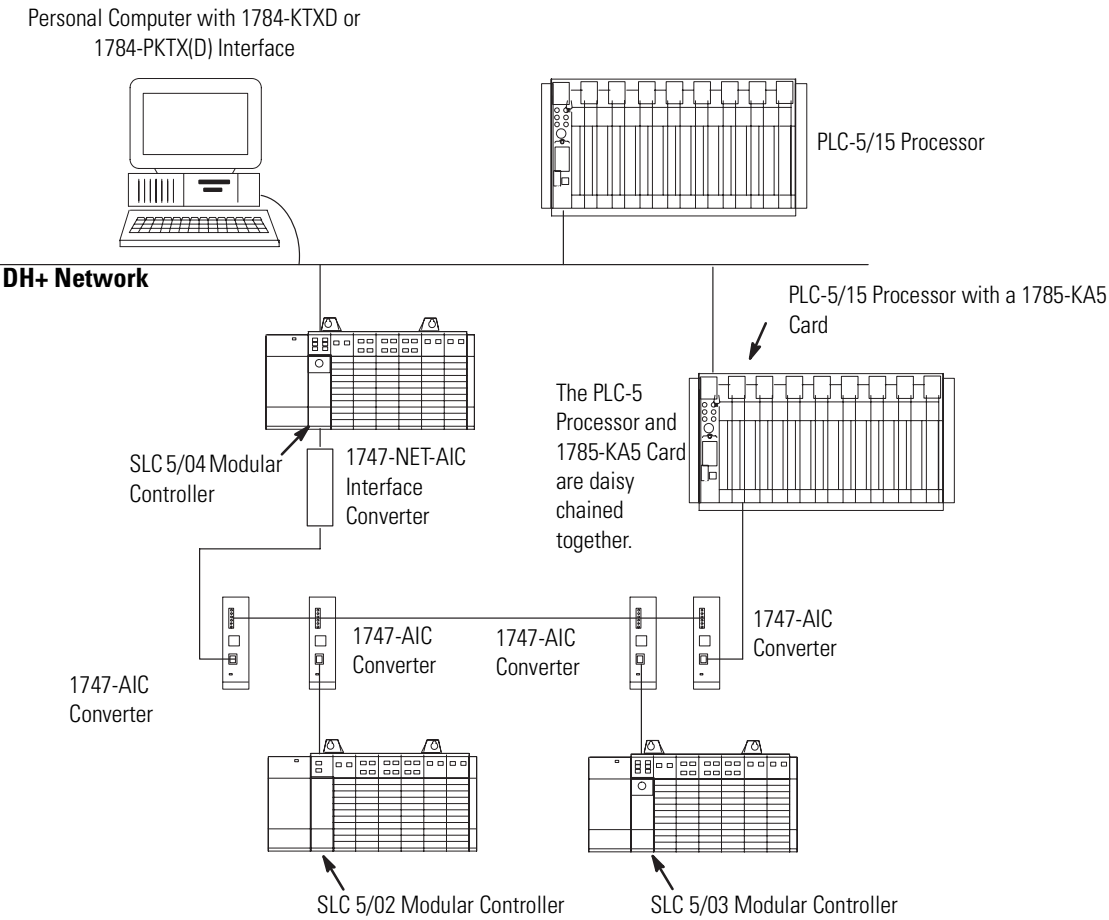 Personal Computer with 1784-KTXD or
1784-PKTX(D) Interface
PLC-5/15 Processor
DH+ Network
PLC-5/15 Processor with a 1785-KA5
Card
The PLC-5
Processor and
1785-KA5 Card
are daisy
chained
together.
SLC 5/04 Modular
Controller
1747-NET-AIC
Interface
Converter
1747-AIC
Converter
1747-AIC
Converter
1747-AIC
Converter
1747-AIC
Converter
SLC 5/02 Modular Controller
SLC 5/03 Modular Controller